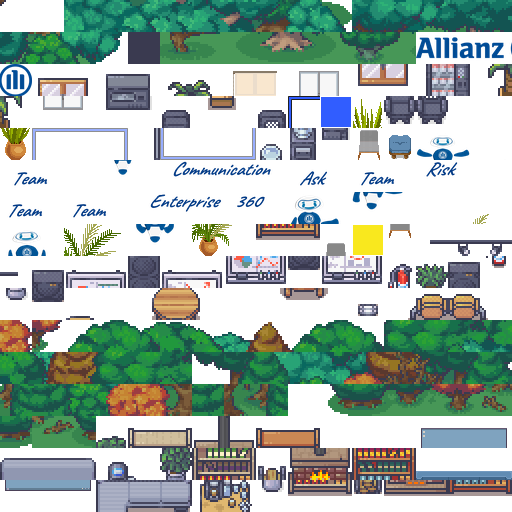 Allianz
Communication
Risk
Team
Ask
Team
Enterprise 360
Team
Team